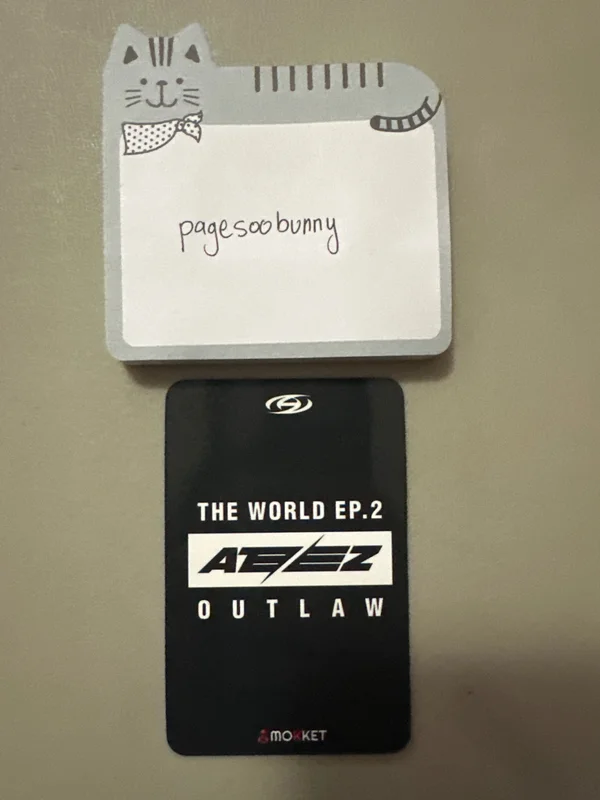 pagesoobunny
THE WORLD EP.2
ATEEZ
OUTLAW
MOKKET